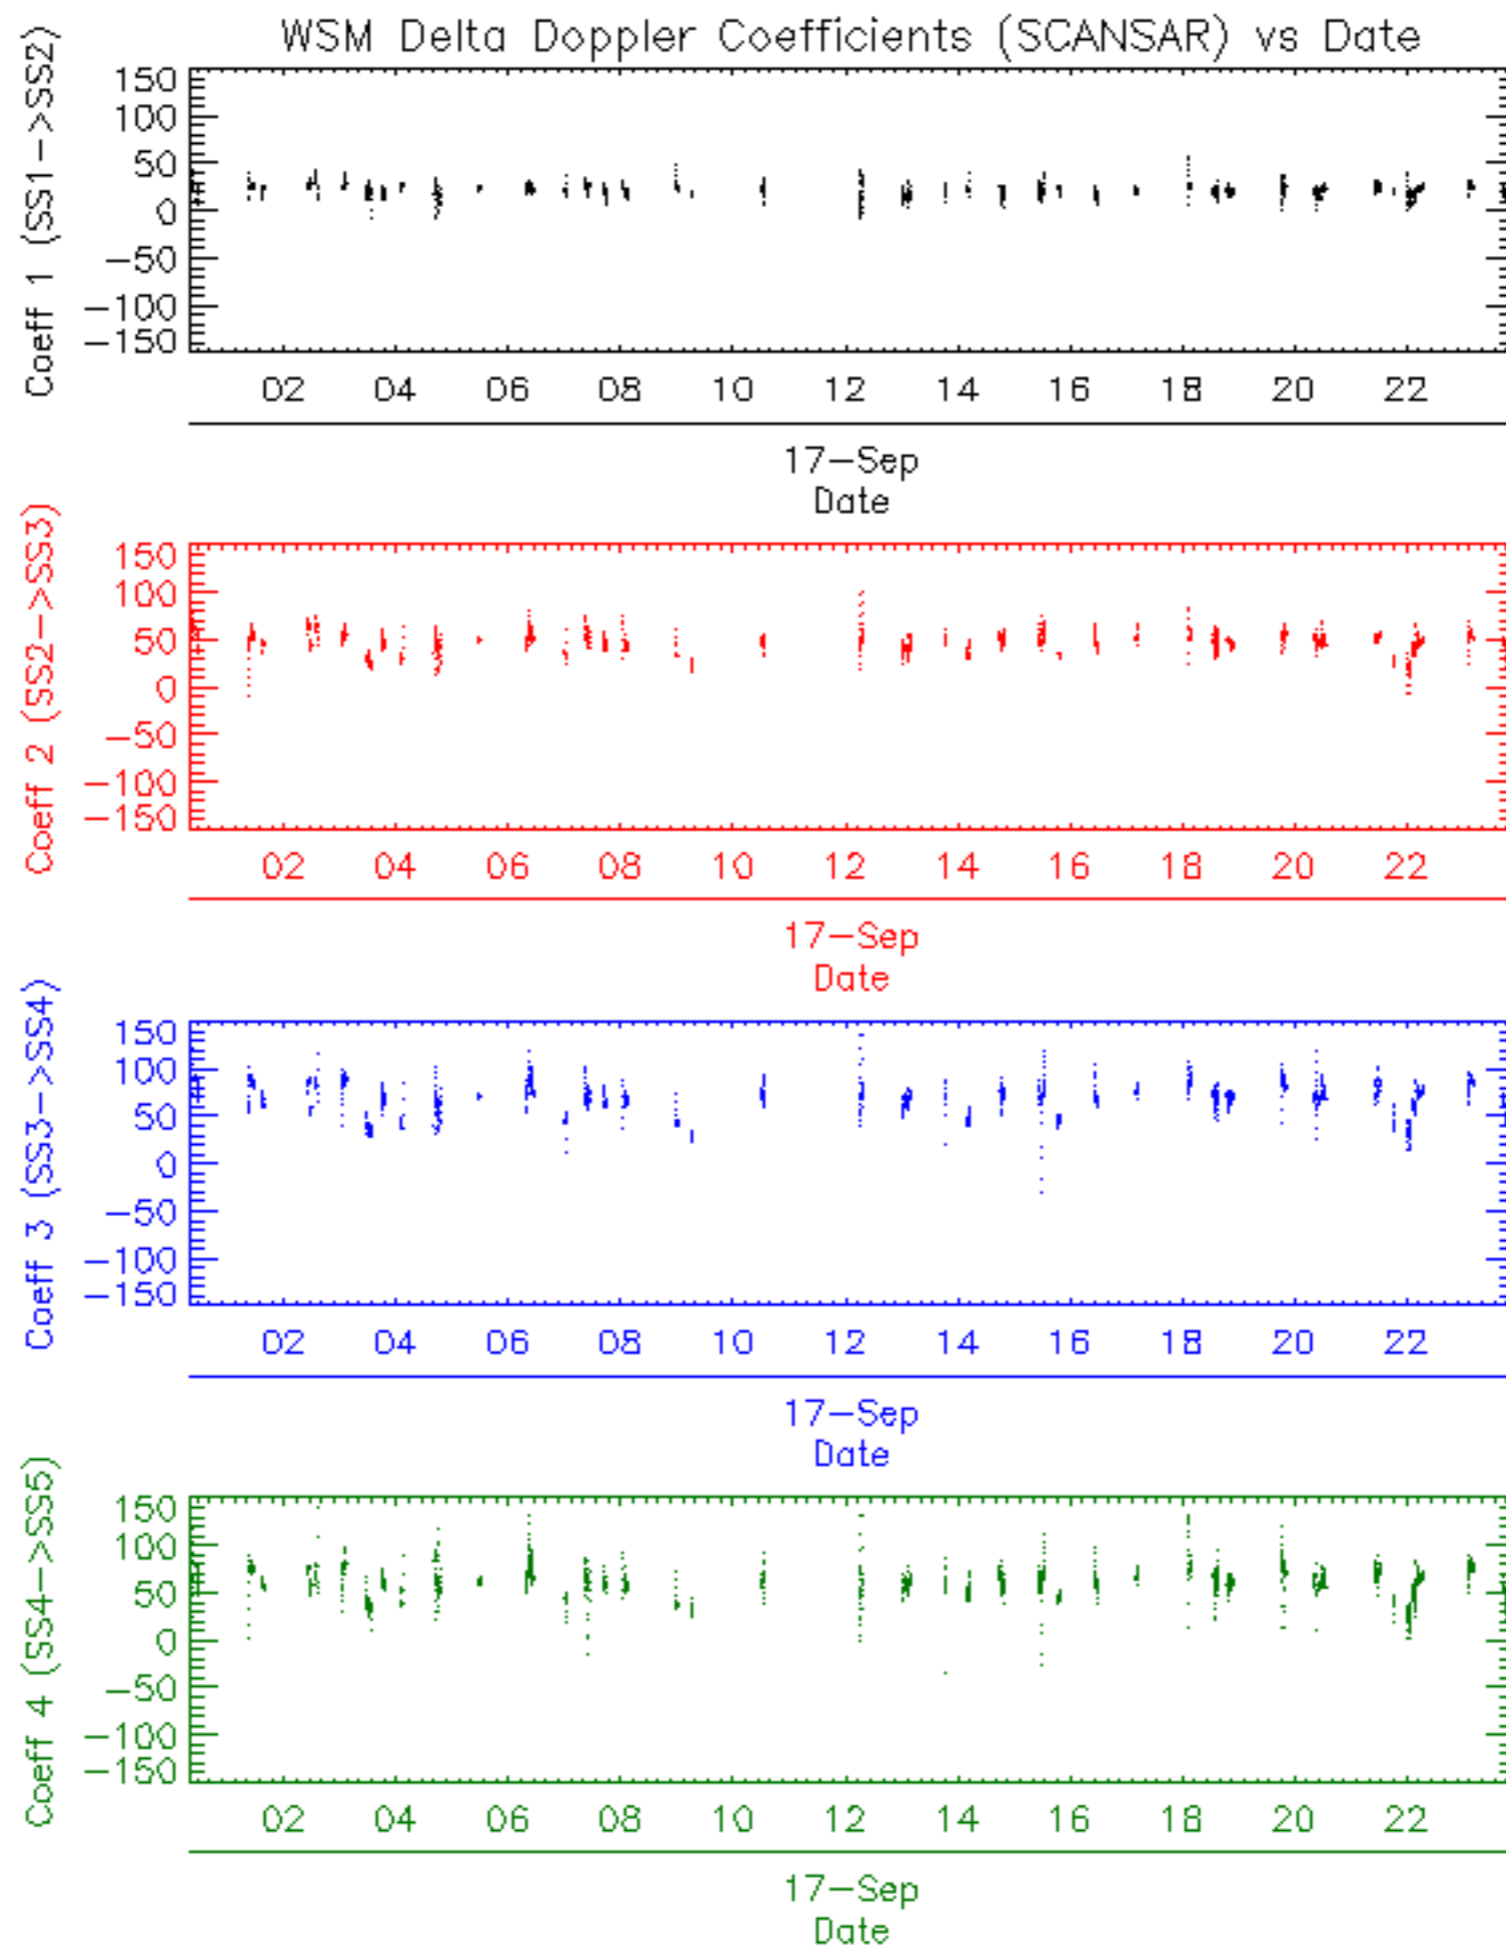 WSM Delta Doppler Coefficients (SCANSAR) vs Date
Coeff 1 (SS1->SS2)
150
100
50
0
-50
-100
-150
02 04 06 08 10 12 14 16 18 20 22
17-Sep
Date
Coeff 2 (SS2->SS3)
150
100
50
0
-50
-100
-150
02 04 06 08 10 12 14 16 18 20 22
17-Sep
Date
Coeff 3 (SS3->SS4)
150
100
50
0
-50
-100
-150
02 04 06 08 10 12 14 16 18 20 22
17-Sep
Date
Coeff 4 (SS4->SS5)
150
100
50
0
-50
-100
-150
02 04 06 08 10 12 14 16 18 20 22
17-Sep
Date